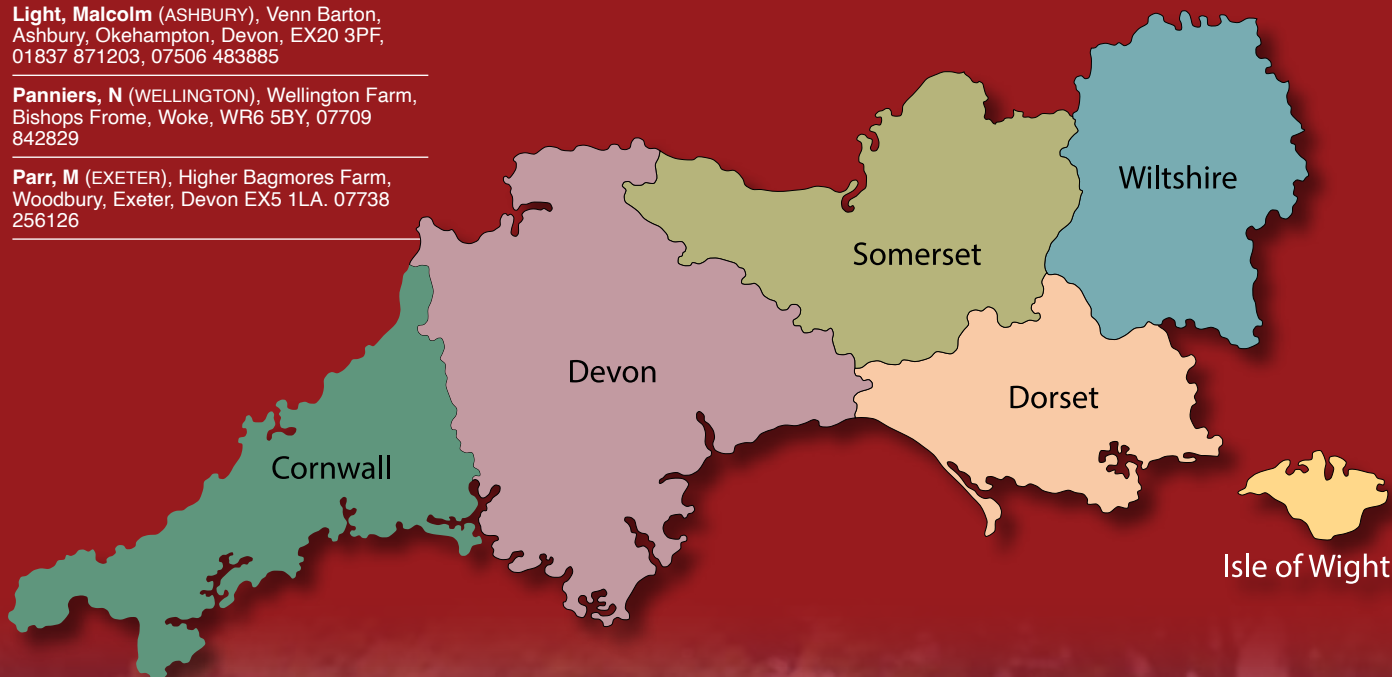 Light, Malcolm (ASHBURY), Venn Barton,
Ashbury, Okehampton, Devon, EX20 3PF,
01837 871203, 07506 483885
Panniers, N (WELLINGTON), Wellington Farm,
Bishops Frome, Woke, WR6 5BY, 07709
842829
Parr, M (EXETER), Higher Bagmores Farm,
Woodbury, Exeter, Devon EX5 1LA. 07738
256126
Wiltshire
Somerset
Devon
Dorset
Cornwall
Isle of Wight